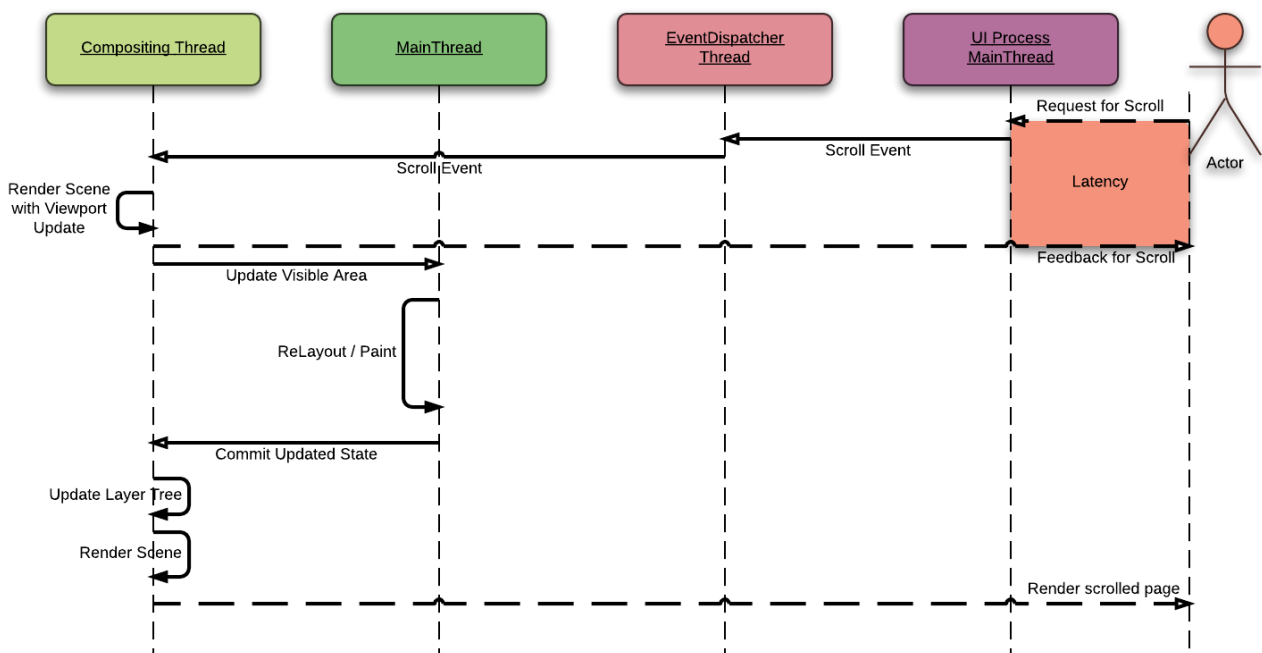 Compositing Thread
MainThread
EventDispatcher
Thread
UI Process
MainThread
Request for Scroll
Scroll Event
Scroll Event
Actor
Latency
Render Scene
with Viewport
Update
Feedback for Scroll
Update Visible Area
ReLayout / Paint
Commit Updated State
Update Layer Tree
Render Scene
Render scrolled page